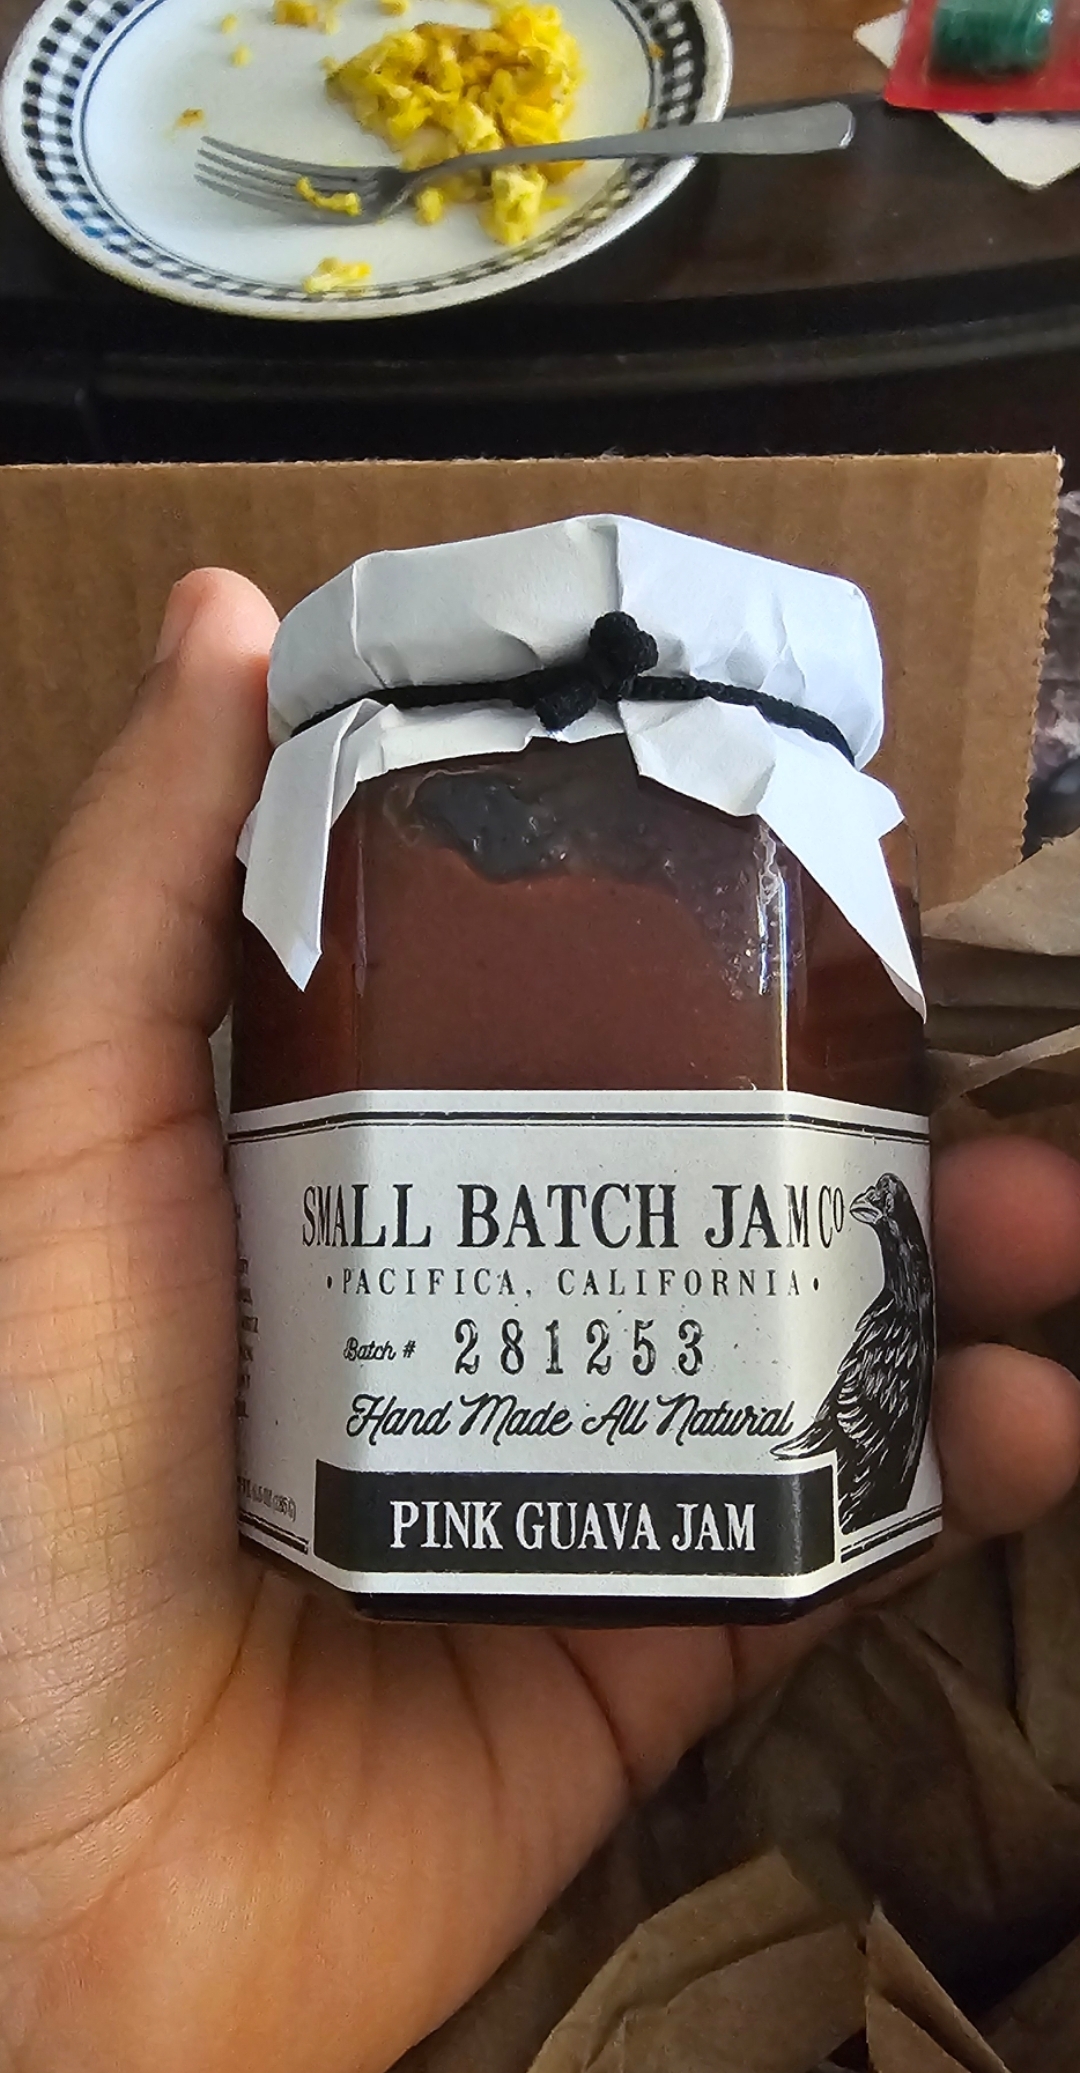 SMALL BATCH JAM CO
• PACIFICA, CALIFORNIA •
Batch # 281253
Hand Made All Natural
PINK GUAVA JAM